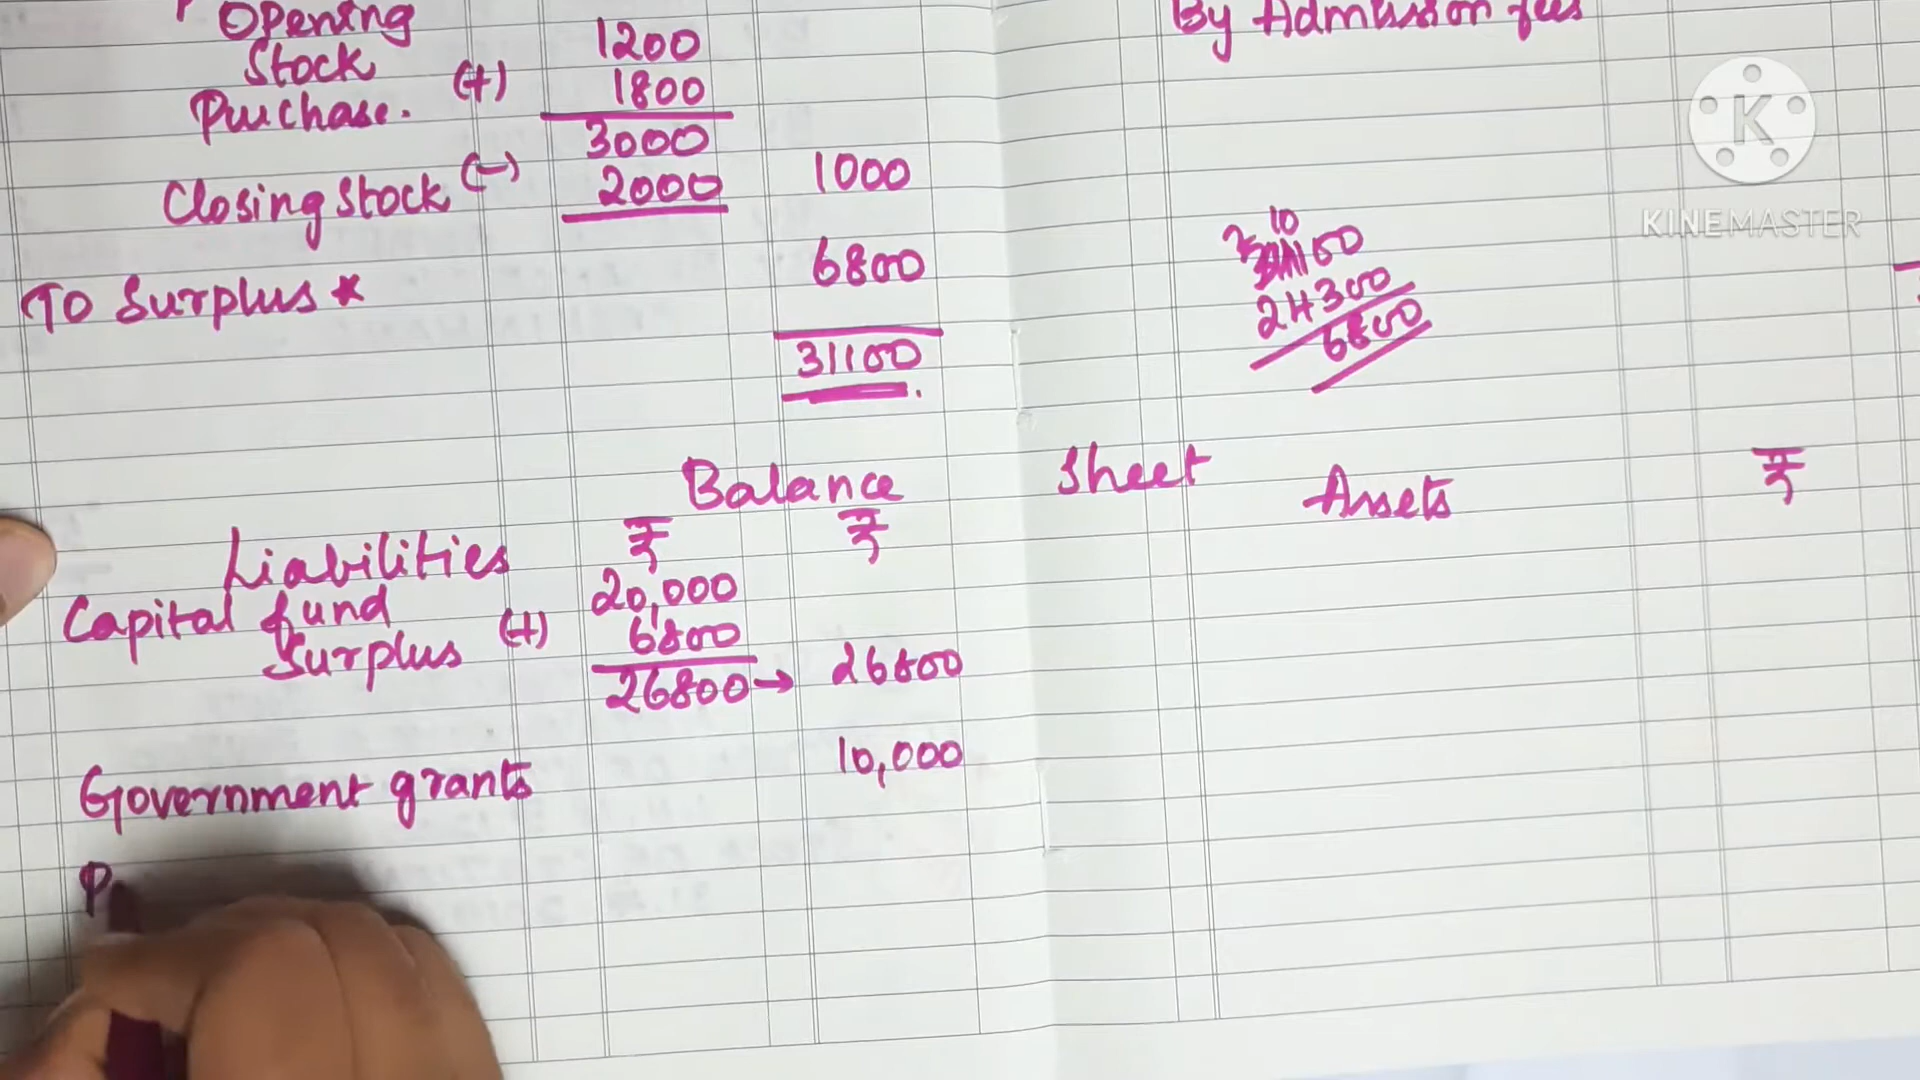 Opening
Stock 1200
Purchase. (+) 1800
3000
Closing Stock (-) 2000 1000
To Surplus * 6800
31100
By Admission fees
10
24300
6800
K
KINEMASTER
Balance Sheet
Liabilities ₹ ₹ Assets ₹
Capital fund 20,000
Surplus (+) 6800
26800 → 26800
Government grants 10,000
P